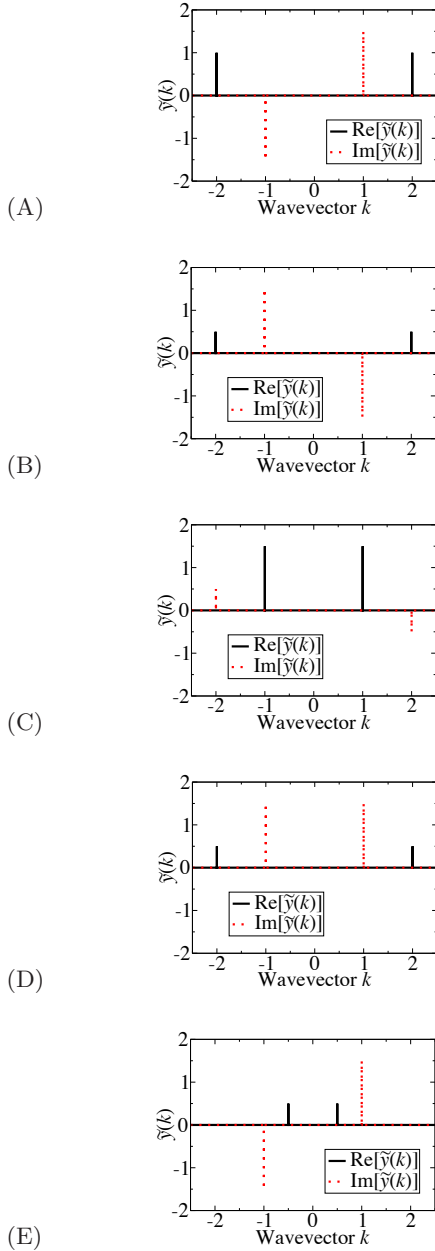 2
1
0
-1
-2
ỹ(k)
Re[ỹ(k)]
Im[ỹ(k)]
-2 -1 0 1 2
Wavevector k
(A)
2
1
0
-1
-2
ỹ(k)
Re[ỹ(k)]
Im[ỹ(k)]
-2 -1 0 1 2
Wavevector k
(B)
2
1
0
-1
-2
ỹ(k)
Re[ỹ(k)]
Im[ỹ(k)]
-2 -1 0 1 2
Wavevector k
(C)
2
1
0
-1
-2
ỹ(k)
Re[ỹ(k)]
Im[ỹ(k)]
-2 -1 0 1 2
Wavevector k
(D)
2
1
0
-1
-2
ỹ(k)
Re[ỹ(k)]
Im[ỹ(k)]
-2 -1 0 1 2
Wavevector k
(E)